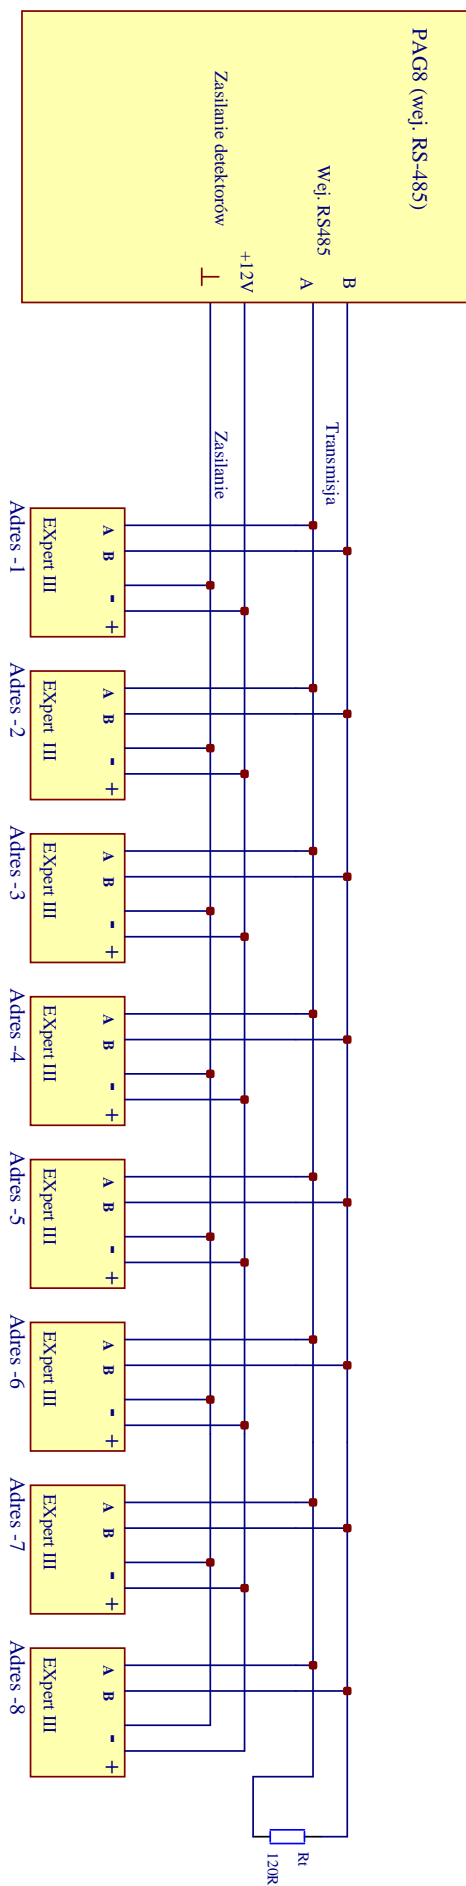 PAG8 (wej. RS-485)
Wej. RS485
Zasilanie detektorów
B
A
+12V
Transmisja
Zasilanie
A B - +
EXpert III
Adres -1
A B - +
EXpert III
Adres -2
A B - +
EXpert III
Adres -3
A B - +
EXpert III
Adres -4
A B - +
EXpert III
Adres -5
A B - +
EXpert III
Adres -6
A B - +
EXpert III
Adres -7
A B - +
EXpert III
Adres -8
Rt
120R